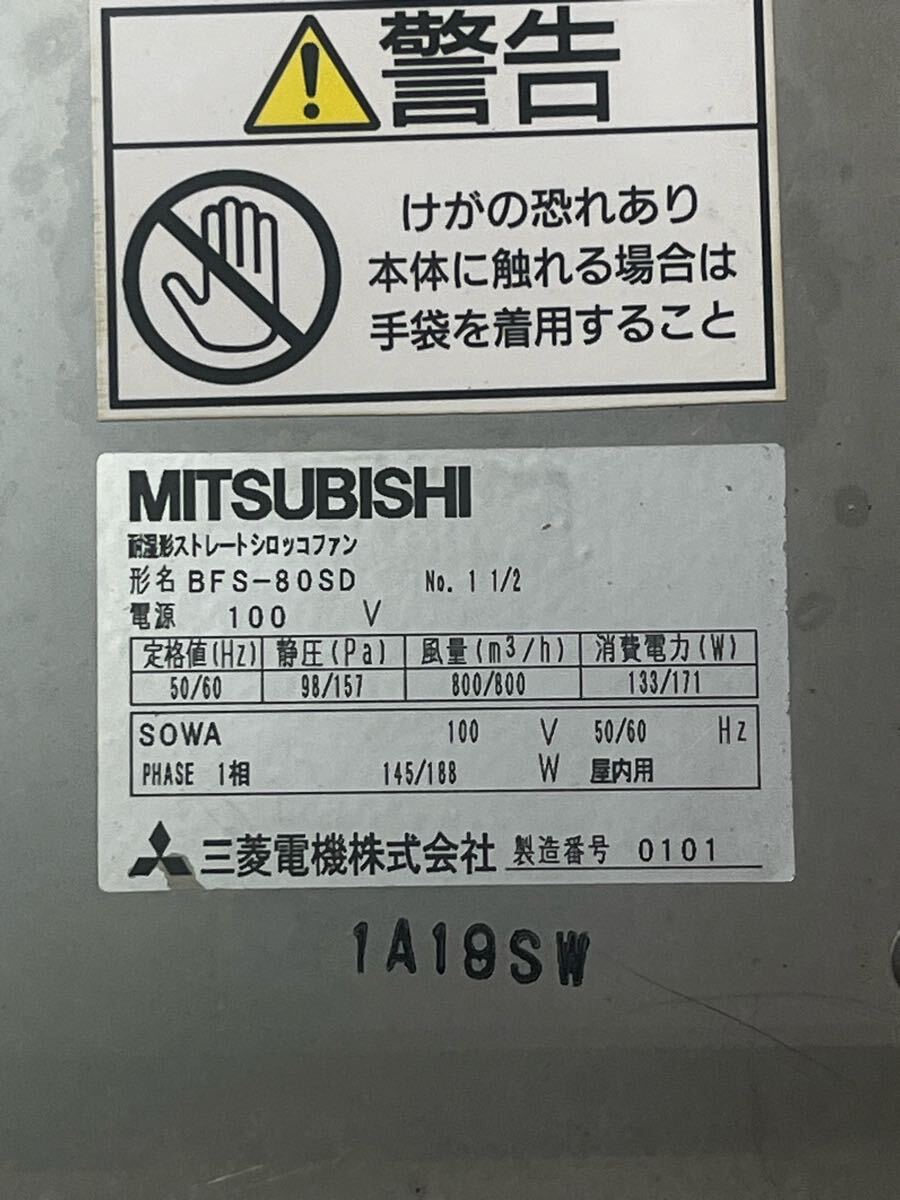 警告
けがの恐れあり
本体に触れる場合は
手袋を着用すること
MITSUBISHI
耐湿形ストレートシロッコファン
形名 BFS-80SD No. 1 1/2
電源 100 V
定格値(Hz) 静圧(Pa) 風量(m3/h) 消費電力(W)
50/60 98/157 800/800 133/171
SOWA 100 V 50/60 Hz
PHASE 1相 145/188 W 屋内用
三菱電機株式会社 製造番号 0101
1A19SW